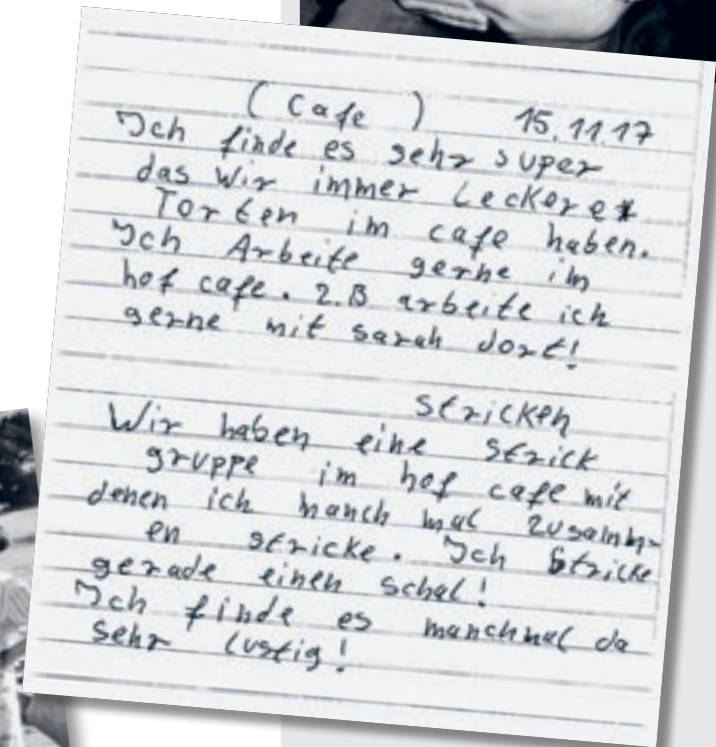 ( Cafe ) 15.11.17
Ich finde es sehr super
das wir immer Leckere*
Torten im cafe haben.
Ich Arbeite gerne im
hof cafe. z.B arbeite ich
gerne mit sarah dort!
stricken
Wir haben eine strick
gruppe im hof cafe mit
denen ich manch mal zusamm-
en stricke. Ich stricke
gerade einen schal!
Ich finde es manchmal da
sehr lustig!